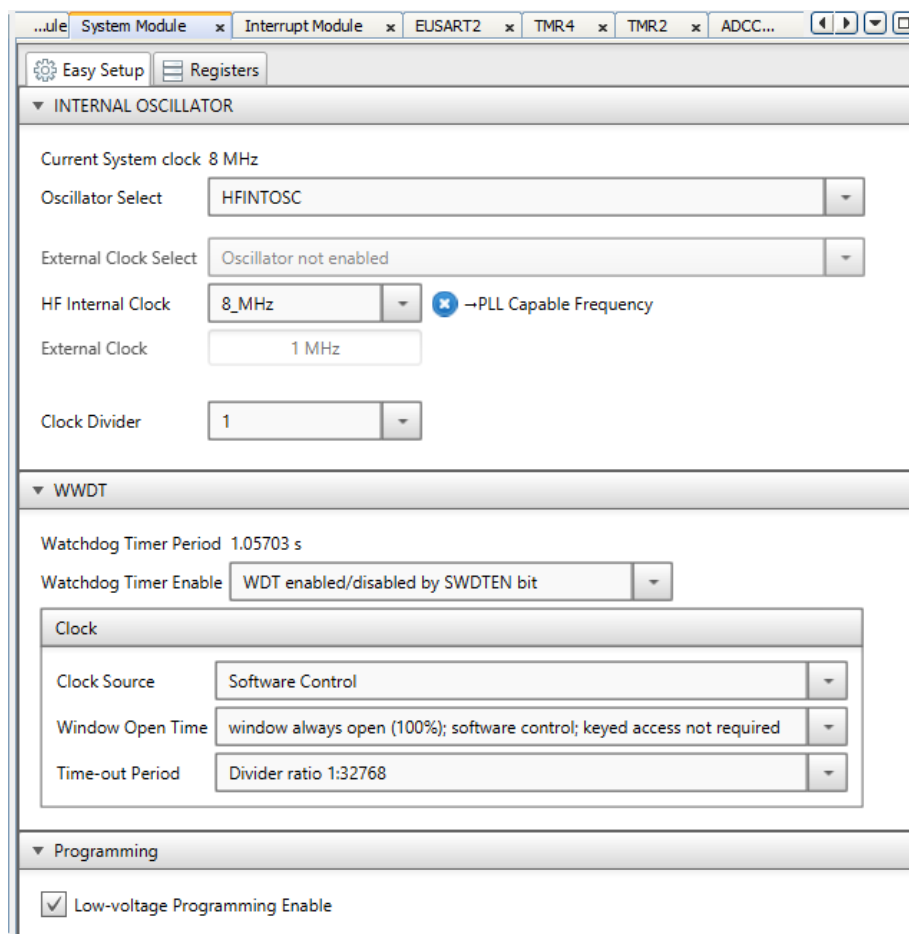 ...ule System Module x Interrupt Module x EUSART2 x TMR4 x TMR2 x ADCC...
Easy Setup Registers
INTERNAL OSCILLATOR
Current System clock 8 MHz
Oscillator Select HFINTOSC
External Clock Select Oscillator not enabled
HF Internal Clock 8_MHz →PLL Capable Frequency
External Clock 1 MHz
Clock Divider 1
WWDT
Watchdog Timer Period 1.05703 s
Watchdog Timer Enable WDT enabled/disabled by SWDTEN bit
Clock
Clock Source Software Control
Window Open Time window always open (100%); software control; keyed access not required
Time-out Period Divider ratio 1:32768
Programming
Low-voltage Programming Enable